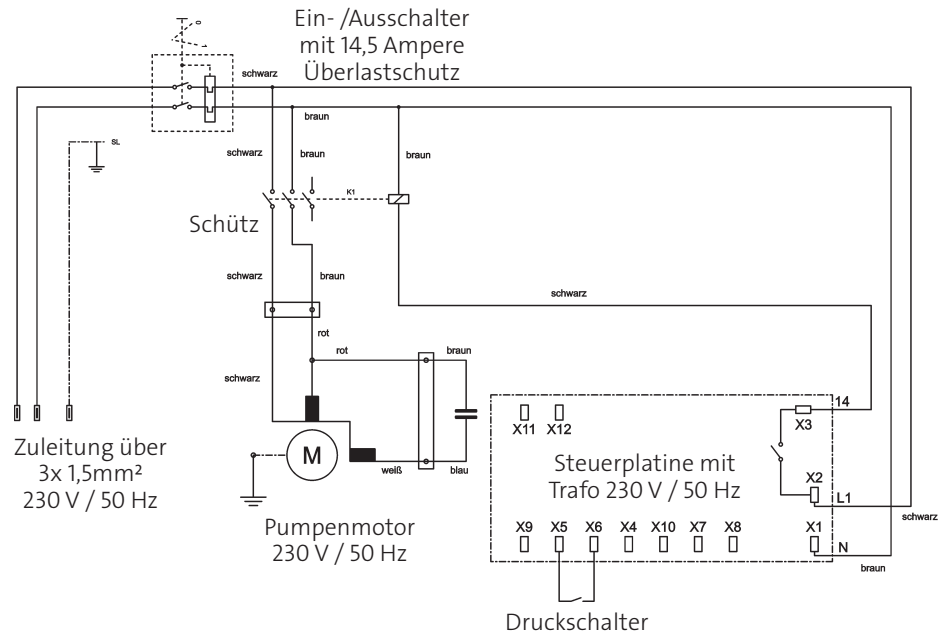 Ein- /Ausschalter
mit 14,5 Ampere
Überlastschutz
schwarz
braun
SL
schwarz
braun
braun
K1
Schütz
schwarz
braun
schwarz
rot
rot
braun
schwarz
14
X11
X12
X3
M
weiß
blau
Zuleitung über
3x 1,5mm²
230 V / 50 Hz
Steuerplatine mit
Trafo 230 V / 50 Hz
X2
L1
schwarz
Pumpenmotor
230 V / 50 Hz
X9
X5
X6
X4
X10
X7
X8
X1
N
braun
Druckschalter